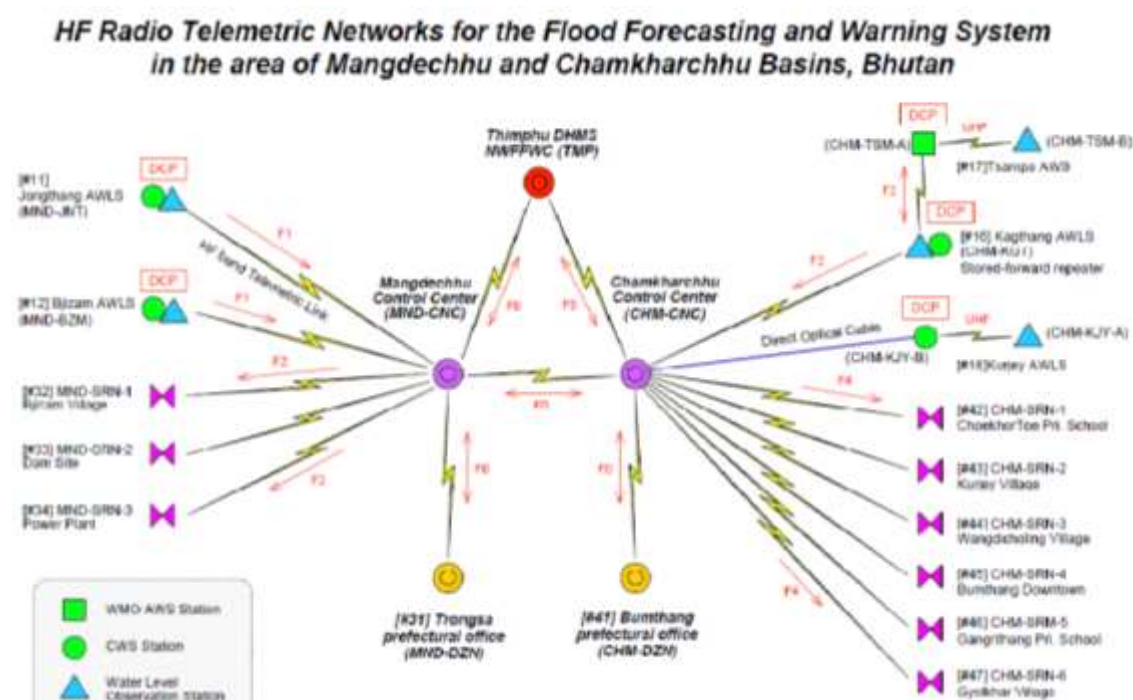 HF Radio Telemetric Networks for the Flood Forecasting and Warning System
in the area of Mangdechhu and Chamkharchhu Basins, Bhutan
Thimphu DHMS
NWFFWC (TMP)
DCP
(CHM-TSM-A)
UHF
(CHM-TSM-B)
[#17]Tsampa AWS
[#11]
Jongthang AWLS
DCP
F1
HF Band Telemetric Link
DCP
[#12] Bjizam AWLS
(MND-BZM)
F1
Mangdechhu
Control Center
(MND-CNC)
Chamkharchhu
Control Center
(CHM-CNC)
DCP
[#16] Kagthang AWLS
Stored-forward repeater
DCP
Direct Optical Cable
(CHM-KJY-B)
UHF
(CHM-KJY-A)
[#18]Kurjey AWLS
F2
[#32] MND-SRN-1
Bjizam Village
[#33] MND-SRN-2
Dam Site
[#34] MND-SRN-3
Power Plant
F4
[#42] CHM-SRN-1
ChoekhorToe Pri. School
[#43] CHM-SRN-2
Kurjey Village
[#44] CHM-SRN-3
Wangdicholing Village
[#45] CHM-SRN-4
Bumthang Downtown
[#46] CHM-SRM-5
Gangrithang Pri. School
[#47] CHM-SRN-6
Gyalkhar Village
F4
[#31] Trongsa
prefectural office
(MND-DZN)
[#41] Bumthang
prefectural office
(CHM-DZN)
WMO AWS Station
CWS Station
Water Level
Observation Station